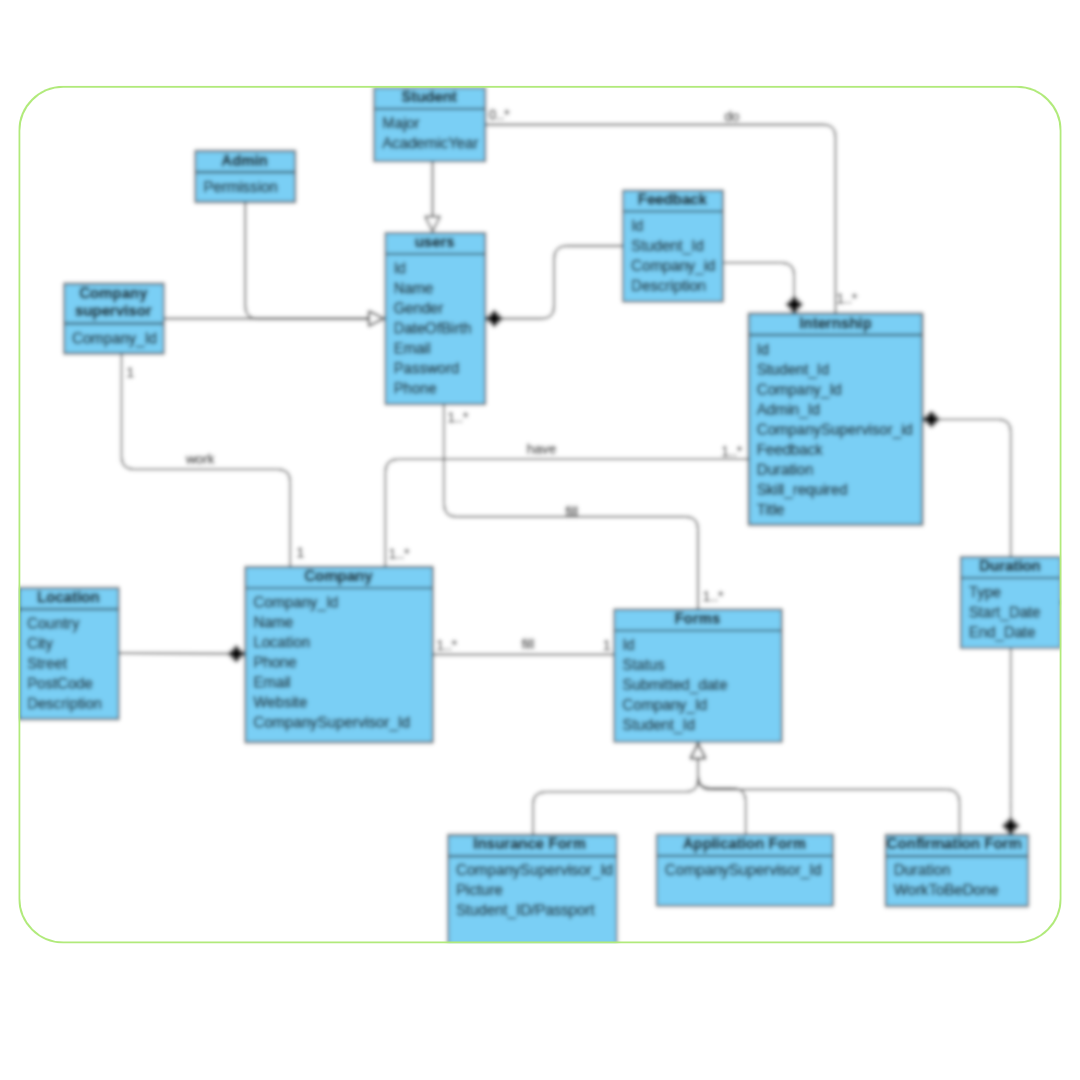 Student
Major
AcademicYear
0..*
do
Admin
Permission
Feedback
Id
Student_Id
Company_id
Description
users
Id
Name
Gender
DateOfBirth
Email
Password
Phone
Company
supervisor
Company_Id
1..*
Internship
Id
Student_Id
Company_Id
Admin_Id
CompanySupervisor_id
Feedback
Duration
Skill_required
Title
1
1..*
work
have
1..*
fill
1
1..*
Duration
Type
Start_Date
End_Date
Company
Company_Id
Name
Location
Phone
Email
Website
CompanySupervisor_Id
Location
Country
City
Street
PostCode
Description
1..*
Forms
Id
Status
Submitted_date
Company_Id
Student_Id
1..*
fill
1
Insurance Form
CompanySupervisor_Id
Picture
Student_ID/Passport
Application Form
CompanySupervisor_Id
Confirmation Form
Duration
WorkToBeDone